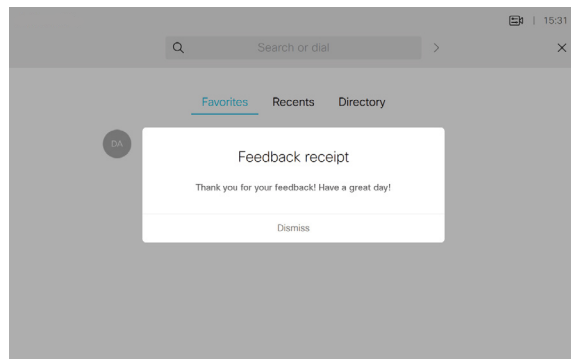 15:31
Search or dial
Favorites Recents Directory
DA
Feedback receipt
Thank you for your feedback! Have a great day!
Dismiss